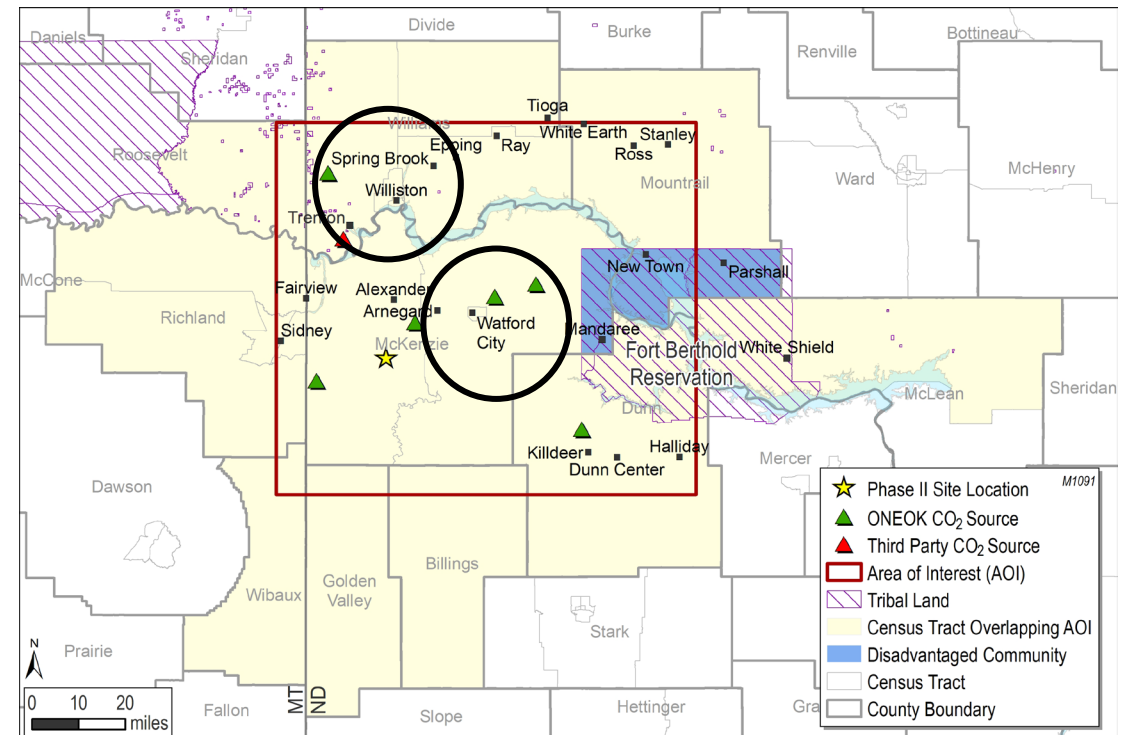 Divide
Burke
Bottineau
Daniels
Sheridan
Renville
Tioga
Williams
White Earth
Stanley
Epping
Ray
Ross
Roosevelt
Spring Brook
McHenry
Ward
Mountrail
Williston
Trenton
New Town
Parshall
McCone
Fairview
Alexander
Arnegard
Richland
Watford
City
Sidney
McKenzie
Mandaree
Fort Berthold
Reservation
White Shield
Sheridan
McLean
Dunn
Killdeer
Halliday
Dunn Center
Mercer
Dawson
Billings
Golden
Valley
Wibaux
Stark
Prairie
N
0 10 20
miles
MT
ND
Fallon
Slope
Hettinger
Gra
M1091
Phase II Site Location
ONEOK CO2 Source
Third Party CO2 Source
Area of Interest (AOI)
Tribal Land
Census Tract Overlapping AOI
Disadvantaged Community
Census Tract
County Boundary